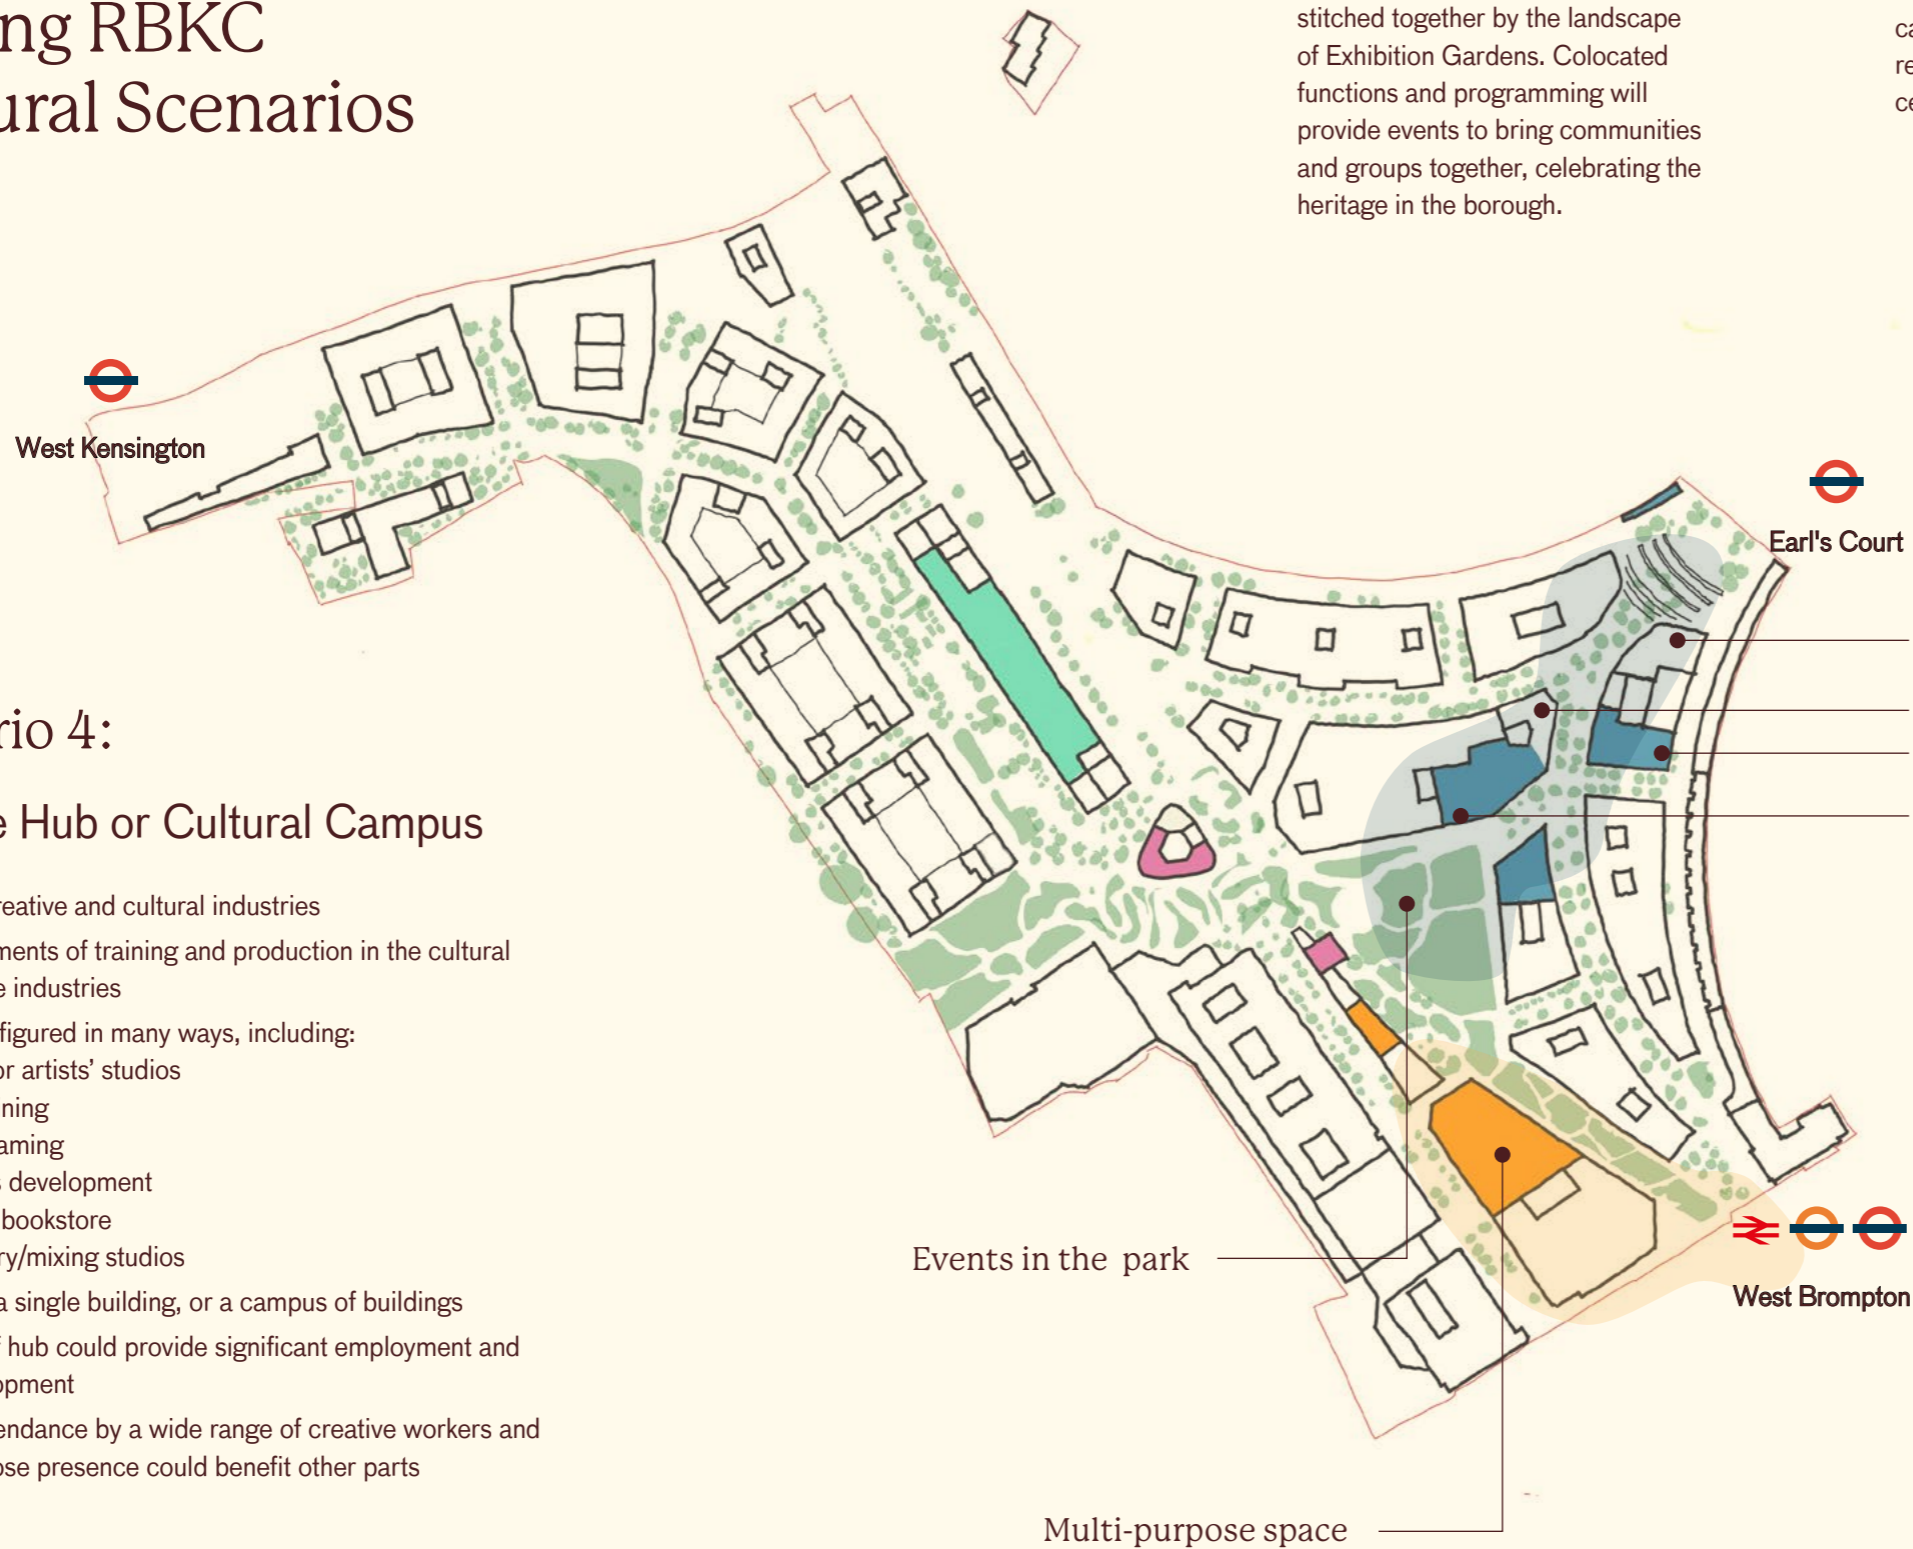 ng RBKC
ural Scenarios
stitched together by the landscape
of Exhibition Gardens. Colocated
functions and programming will
provide events to bring communities
and groups together, celebrating the
heritage in the borough.
ca
re
ce
West Kensington
Earl's Court
rio 4:
e Hub or Cultural Campus
reative and cultural industries
ments of training and production in the cultural
e industries
figured in many ways, including:
or artists’ studios
ning
aming
s development
bookstore
ry/mixing studios
a single building, or a campus of buildings
f hub could provide significant employment and
opment
endance by a wide range of creative workers and
ose presence could benefit other parts
Events in the park
West Brompton
Multi-purpose space